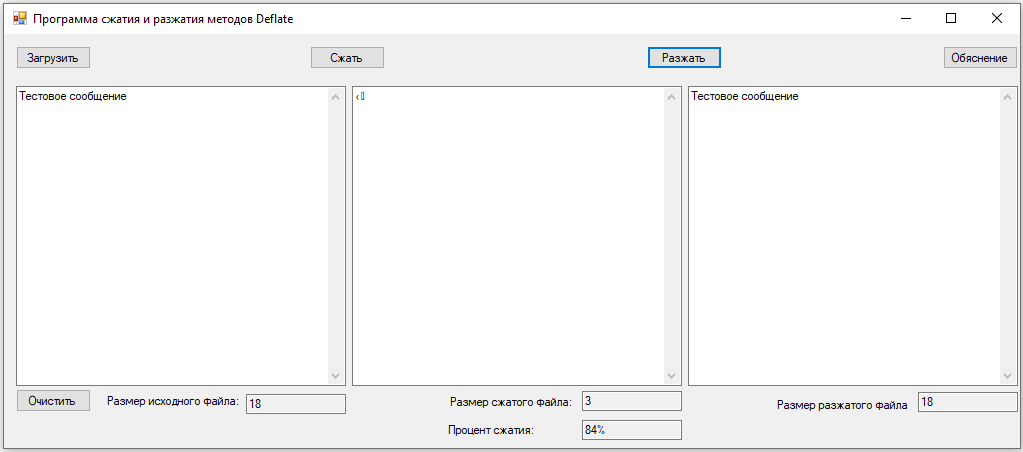 Программа сжатия и разжатия методов Deflate
Загрузить
Сжать
Разжать
Обяснение
Тестовое сообщение
Тестовое сообщение
Очистить
Размер исходного файла:
18
Размер сжатого файла:
3
Размер разжатого файла
18
Процент сжатия:
84%